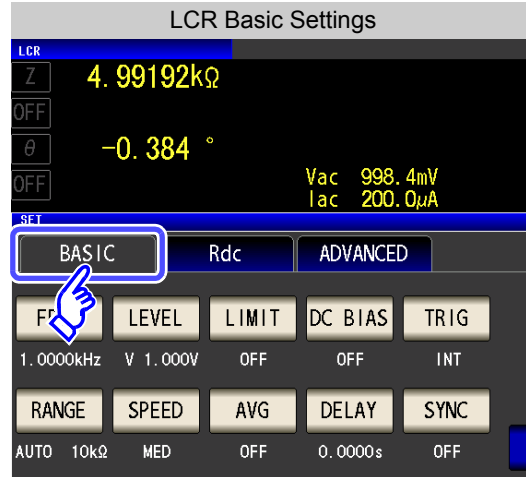 LCR Basic Settings
LCR
Z 4.99192kΩ
OFF
θ -0.384 °
OFF
Vac 998.4mV
Iac 200.0μA
SET
BASIC Rdc ADVANCED
LEVEL LIMIT DC BIAS TRIG
1.0000kHz V 1.000V OFF OFF INT
RANGE SPEED AVG DELAY SYNC
AUTO 10kΩ MED OFF 0.0000s OFF